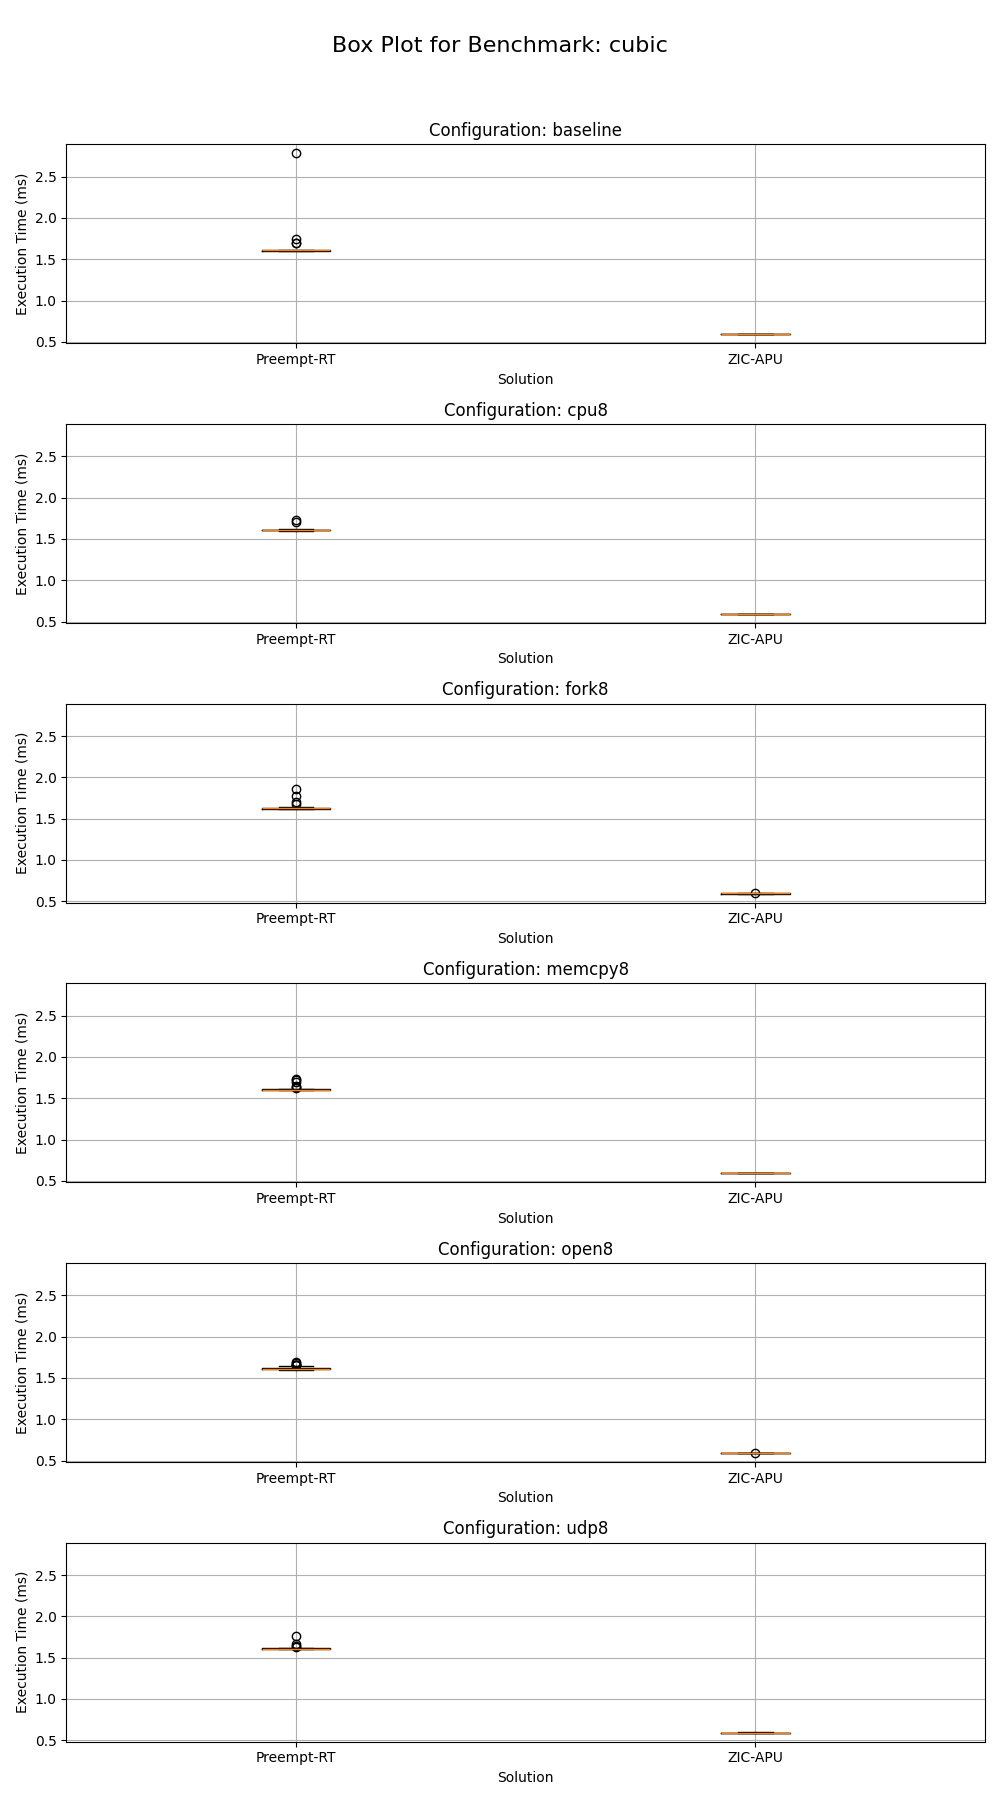 Box Plot for Benchmark: cubic
Configuration: baseline
Execution Time (ms)
2.5
2.0
1.5
1.0
0.5
Preempt-RT ZIC-APU
Solution
Configuration: cpu8
Execution Time (ms)
2.5
2.0
1.5
1.0
0.5
Preempt-RT ZIC-APU
Solution
Configuration: fork8
Execution Time (ms)
2.5
2.0
1.5
1.0
0.5
Preempt-RT ZIC-APU
Solution
Configuration: memcpy8
Execution Time (ms)
2.5
2.0
1.5
1.0
0.5
Preempt-RT ZIC-APU
Solution
Configuration: open8
Execution Time (ms)
2.5
2.0
1.5
1.0
0.5
Preempt-RT ZIC-APU
Solution
Configuration: udp8
Execution Time (ms)
2.5
2.0
1.5
1.0
0.5
Preempt-RT ZIC-APU
Solution